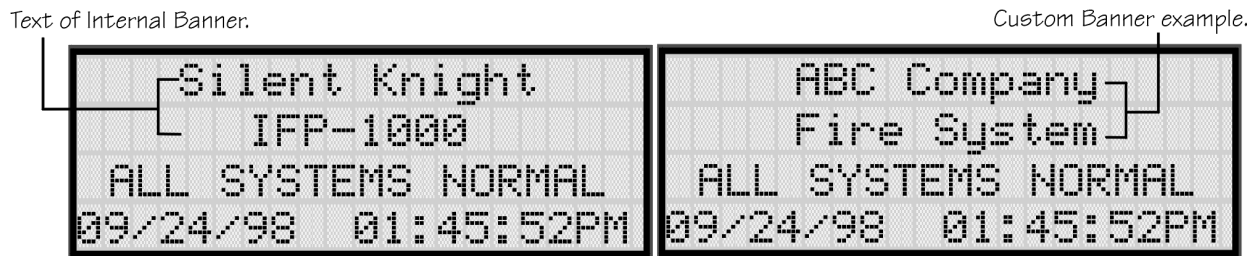 Text of Internal Banner.
Custom Banner example.
Silent Knight
IFP-1000
ALL SYSTEMS NORMAL
09/24/98 01:45:52PM
ABC Company
Fire System
ALL SYSTEMS NORMAL
09/24/98 01:45:52PM